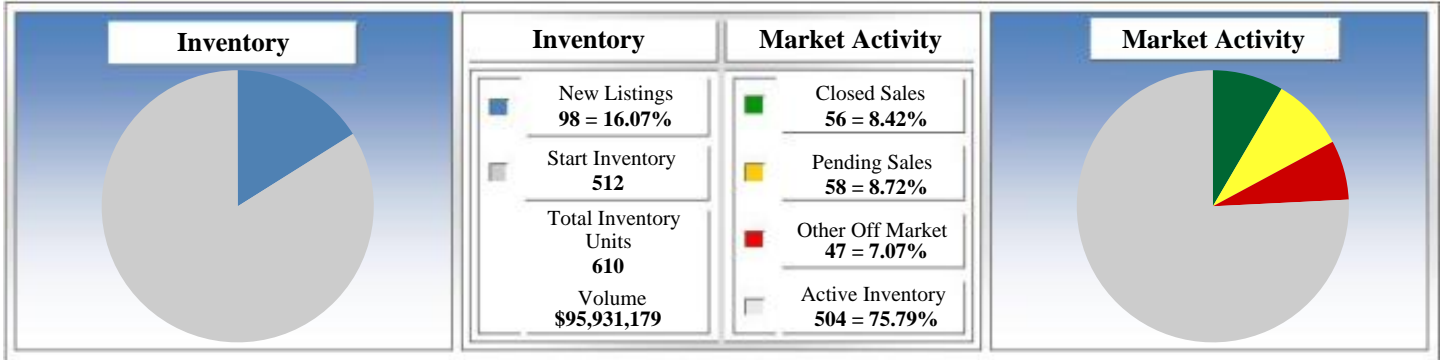 Inventory
Inventory
New Listings
98 = 16.07%
Start Inventory
512
Total Inventory
Units
610
Volume
$95,931,179
Market Activity
Closed Sales
56 = 8.42%
Pending Sales
58 = 8.72%
Other Off Market
47 = 7.07%
Active Inventory
504 = 75.79%
Market Activity